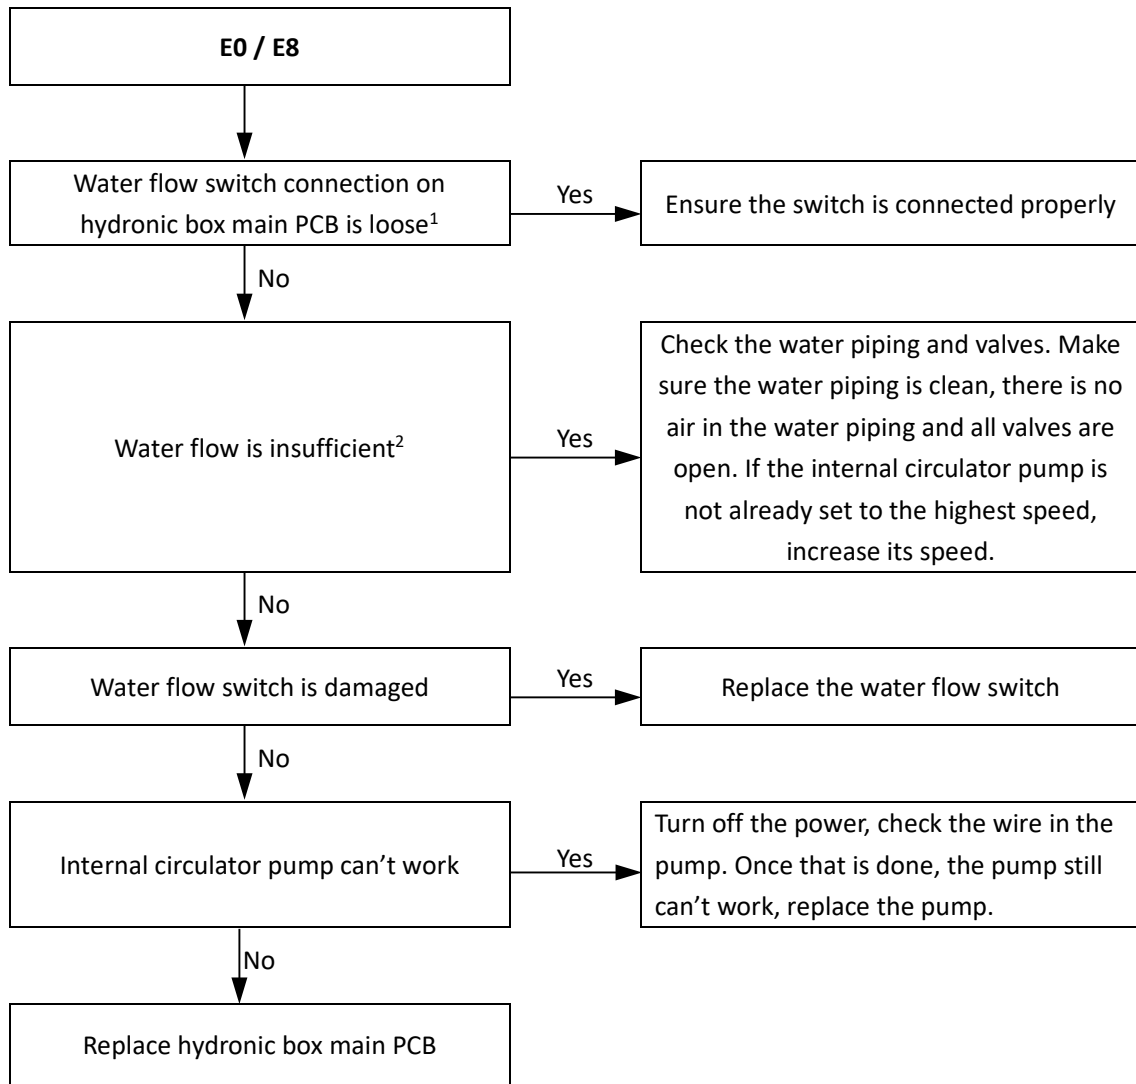 E0 / E8
Water flow switch connection on
hydronic box main PCB is loose¹
Yes
Ensure the switch is connected properly
No
Water flow is insufficient²
Yes
Check the water piping and valves. Make
sure the water piping is clean, there is no
air in the water piping and all valves are
open. If the internal circulator pump is
not already set to the highest speed,
increase its speed.
No
Water flow switch is damaged
Yes
Replace the water flow switch
No
Internal circulator pump can’t work
Yes
Turn off the power, check the wire in the
pump. Once that is done, the pump still
can’t work, replace the pump.
No
Replace hydronic box main PCB